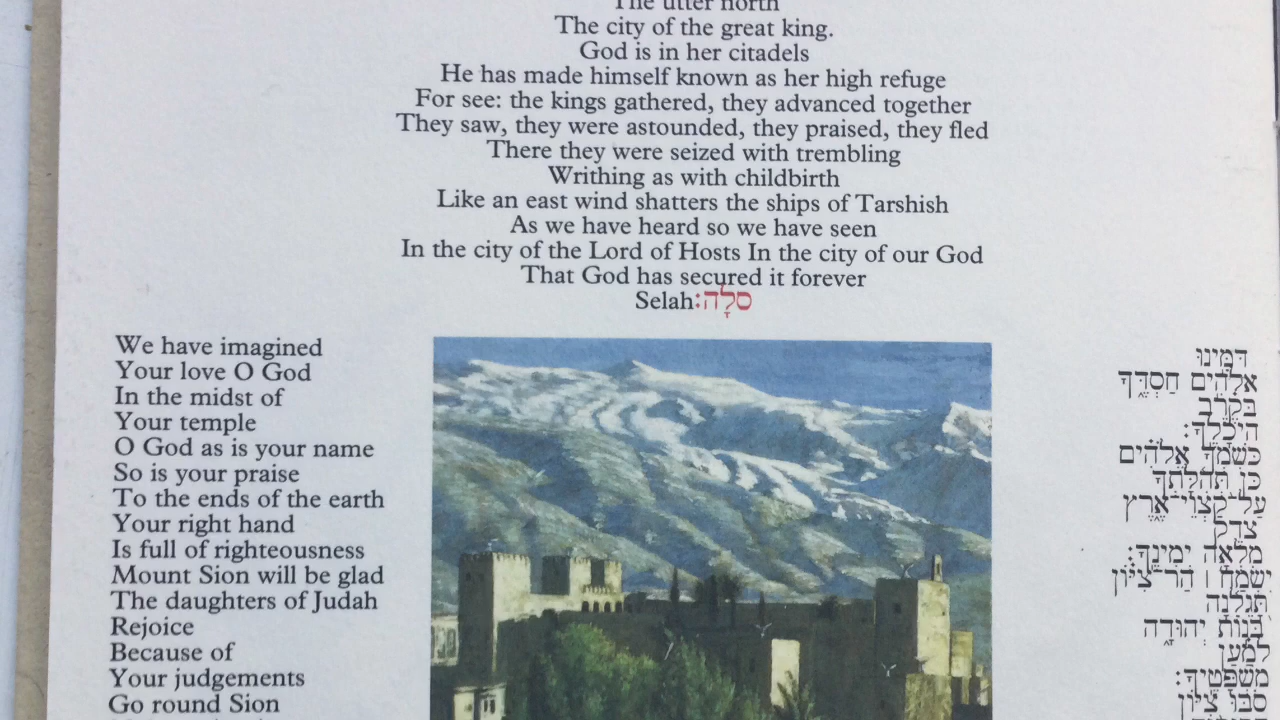 The utter north
The city of the great king.
God is in her citadels
He has made himself known as her high refuge
For see: the kings gathered, they advanced together
They saw, they were astounded, they praised, they fled
There they were seized with trembling
Writhing as with childbirth
Like an east wind shatters the ships of Tarshish
As we have heard so we have seen
In the city of the Lord of Hosts In the city of our God
That God has secured it forever
Selah:סֶלָה
We have imagined
Your love O God
In the midst of
Your temple
O God as is your name
So is your praise
To the ends of the earth
Your right hand
Is full of righteousness
Mount Sion will be glad
The daughters of Judah
Rejoice
Because of
Your judgements
Go round Sion
דִּמִּינוּ
אֱלֹהִים חַסְדֶּךָ
בְּקֶרֶב
הֵיכָלֶךָ:
כְּשִׁמְךָ אֱלֹהִים
כֵּן תְּהִלָּתְךָ
עַל־קַצְוֵי־אֶרֶץ
צֶדֶק
מָלְאָה יְמִינֶךָ:
יִשְׂמַח ׀ הַר־צִיּוֹן
תָּגֵלְנָה
בְּנוֹת יְהוּדָה
לְמַעַן
מִשְׁפָּטֶיךָ:
סֹבּוּ צִיּוֹן